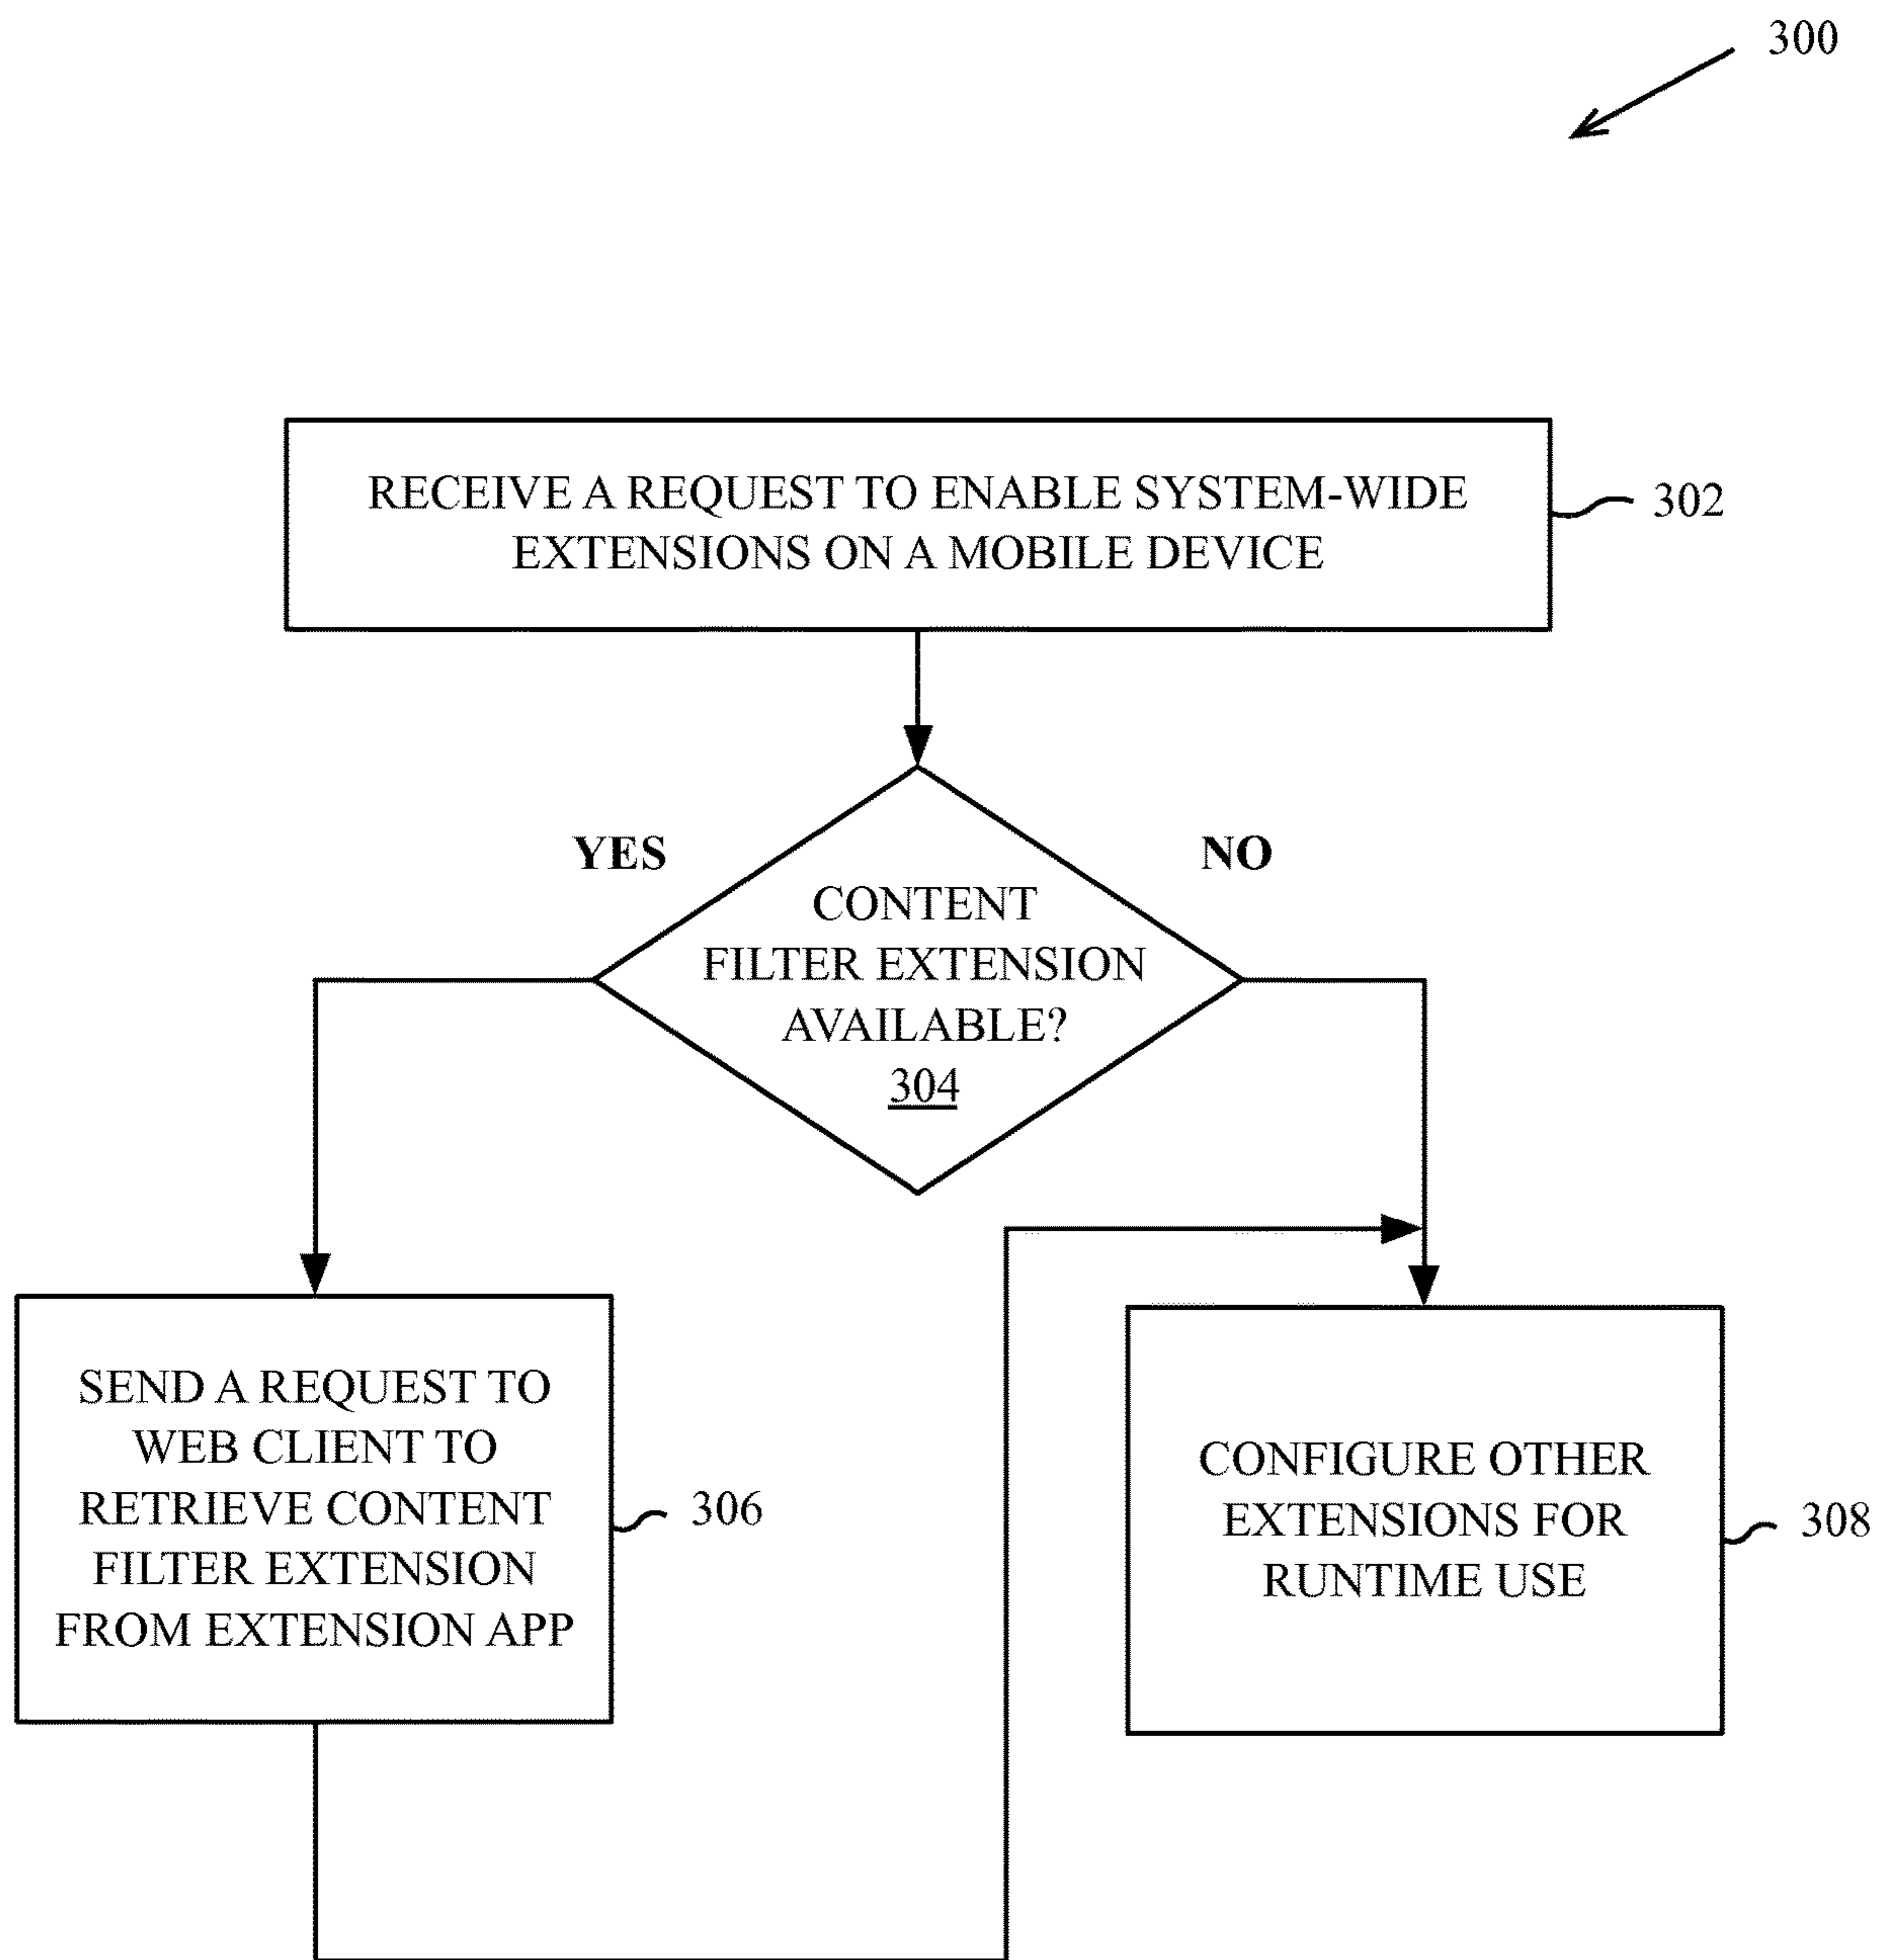 300
RECEIVE A REQUEST TO ENABLE SYSTEM-WIDE
EXTENSIONS ON A MOBILE DEVICE
302
YES
NO
CONTENT
FILTER EXTENSION
AVAILABLE?
304
SEND A REQUEST TO
WEB CLIENT TO
RETRIEVE CONTENT
FILTER EXTENSION
FROM EXTENSION APP
306
CONFIGURE OTHER
EXTENSIONS FOR
RUNTIME USE
308